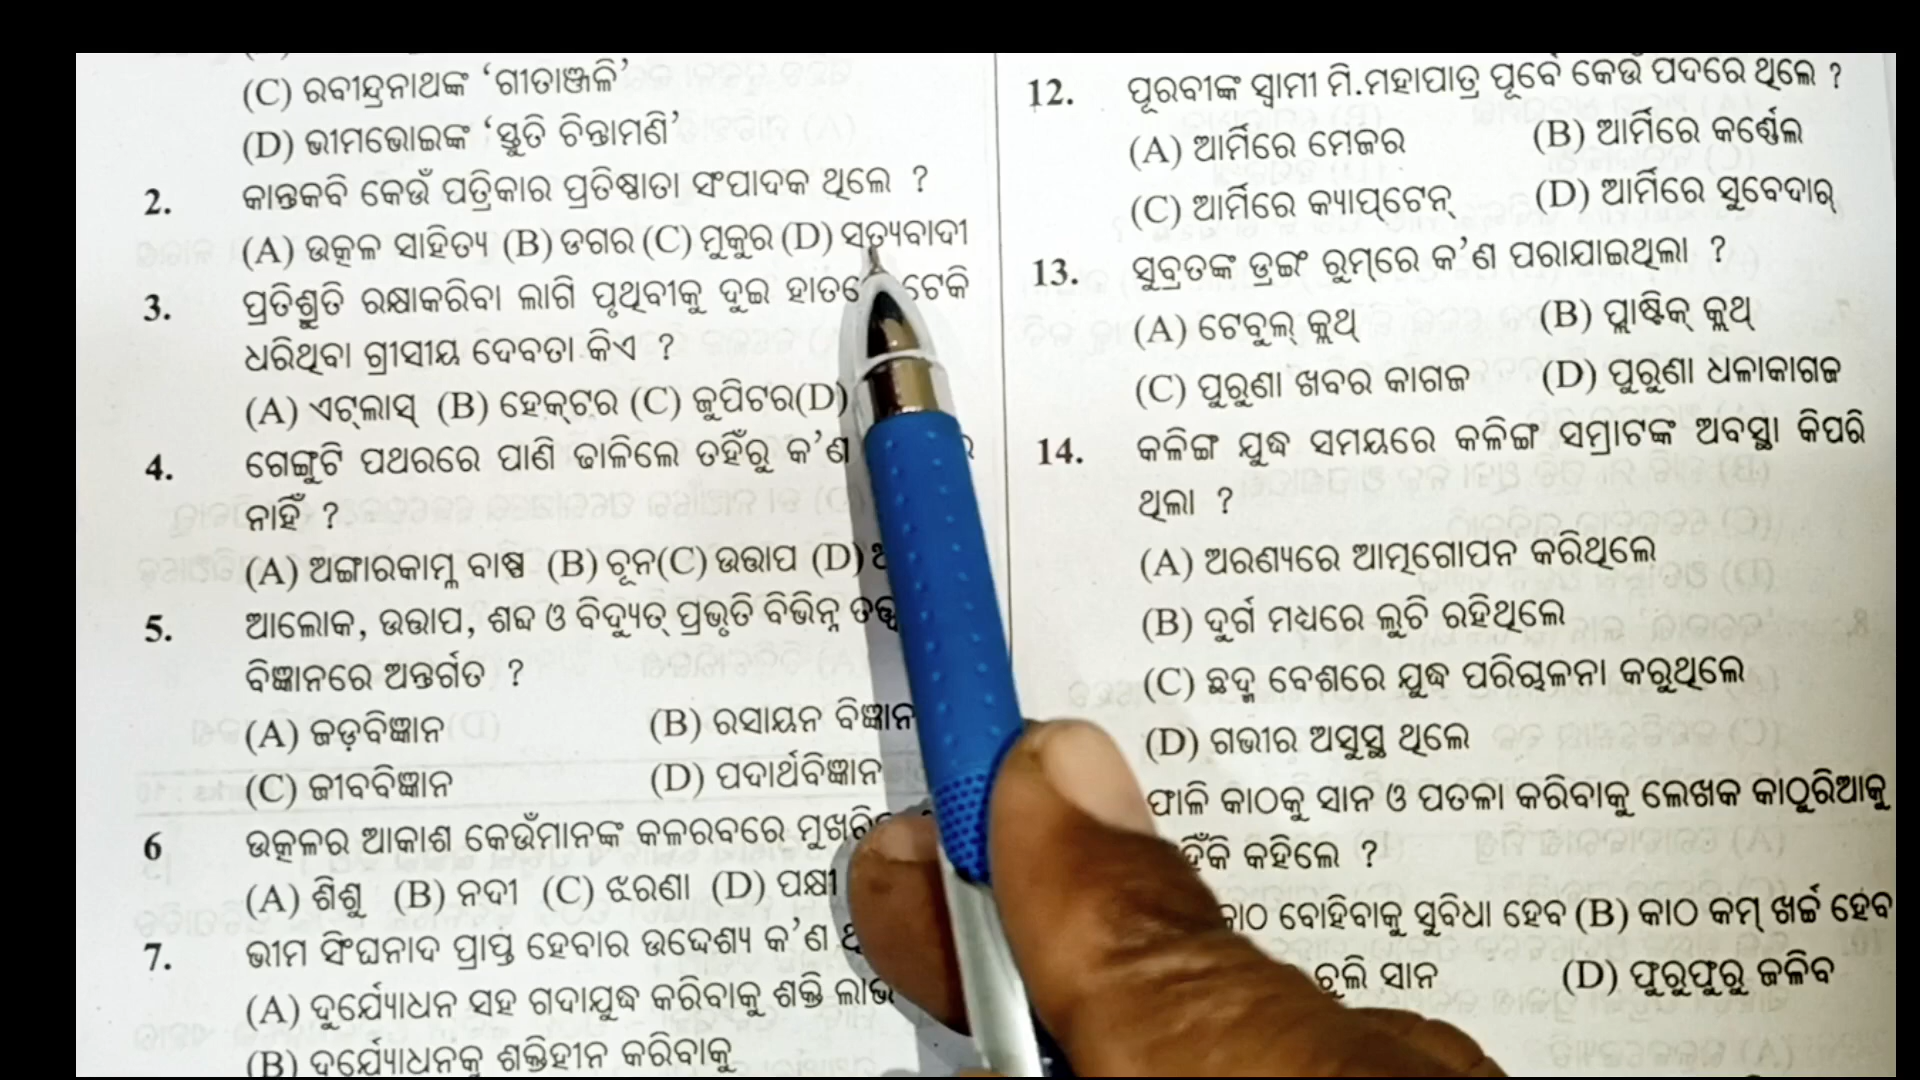 (C) ରବୀନ୍ଦ୍ରନାଥଙ୍କ ‘ଗୀତାଞ୍ଜଳି’
(D) ଭୀମଭୋଇଙ୍କ ‘ସ୍ତୁତି ଚିନ୍ତାମଣି’
2. କାନ୍ତକବି କେଉଁ ପତ୍ରିକାର ପ୍ରତିଷ୍ଠାତା ସଂପାଦକ ଥିଲେ ?
(A) ଉତ୍କଳ ସାହିତ୍ୟ (B) ଡଗର (C) ମୁକୁର (D) ସତ୍ୟବାଦୀ
3. ପ୍ରତିଶ୍ରୁତି ରକ୍ଷାକରିବା ଲାଗି ପୃଥିବୀକୁ ଦୁଇ ଟେକି
ଧରିଥିବା ଗ୍ରୀସୀୟ ଦେବତା କିଏ ?
(A) ଏଟ୍‌ଲାସ୍ (B) ହେକ୍‌ଟର (C) ଜୁପିଟର (D)
4. ଗେଙ୍ଗୁଟି ପଥରରେ ପାଣି ଢାଳିଲେ ତହିଁରୁ କ’ଣ
ନାହିଁ ?
(A) ଅଙ୍ଗାରକାମ୍ଳ ବାଷ୍ପ (B) ଚୂନ (C) ଉତ୍ତାପ (D)
5. ଆଲୋକ, ଉତ୍ତାପ, ଶବ୍ଦ ଓ ବିଦ୍ୟୁତ୍ ପ୍ରଭୃତି ବିଭିନ୍ନ
ବିଜ୍ଞାନରେ ଅନ୍ତର୍ଗତ ?
(A) ଜଡ଼ବିଜ୍ଞାନ (B) ରସାୟନ ବିଜ୍ଞାନ
(C) ଜୀବବିଜ୍ଞାନ (D) ପଦାର୍ଥବିଜ୍ଞାନ
6 ଉତ୍କଳର ଆକାଶ କେଉଁମାନଙ୍କ କଳରବରେ
(A) ଶିଶୁ (B) ନଦୀ (C) ଝରଣା (D) ପକ୍ଷୀ
7. ଭୀମ ସିଂଘନାଦ ପ୍ରାପ୍ତ ହେବାର ଉଦ୍ଦେଶ୍ୟ କ’ଣ
(A) ଦୁର୍ଯ୍ୟୋଧନ ସହ ଗଦାଯୁଦ୍ଧ କରିବାକୁ ଶକ୍ତି ଲାଭ
(B) ଦୁର୍ଯ୍ୟୋଧନକୁ ଶକ୍ତିହୀନ କରିବାକୁ
12. ପୂରବୀଙ୍କ ସ୍ୱାମୀ ମି.ମହାପାତ୍ର ପୂର୍ବେ କେଉଁ ପଦରେ ଥିଲେ ?
(A) ଆର୍ମିରେ ମେଜର (B) ଆର୍ମିରେ କର୍ଣ୍ଣେଲ
(C) ଆର୍ମିରେ କ୍ୟାପ୍‌ଟେନ୍ (D) ଆର୍ମିରେ ସୁବେଦାର୍
13. ସୁବ୍ରତଙ୍କ ଡ୍ରଇଂ ରୁମ୍‌ରେ କ’ଣ ପରାଯାଇଥିଲା ?
(A) ଟେବୁଲ୍ କ୍ଲଥ୍ (B) ପ୍ଲାଷ୍ଟିକ୍ କ୍ଲଥ୍
(C) ପୁରୁଣା ଖବର କାଗଜ (D) ପୁରୁଣା ଧଳାକାଗଜ
14. କଳିଙ୍ଗ ଯୁଦ୍ଧ ସମୟରେ କଳିଙ୍ଗ ସମ୍ରାଟଙ୍କ ଅବସ୍ଥା କିପରି
ଥିଲା ?
(A) ଅରଣ୍ୟରେ ଆତ୍ମଗୋପନ କରିଥିଲେ
(B) ଦୁର୍ଗ ମଧ୍ୟରେ ଲୁଚି ରହିଥିଲେ
(C) ଛଦ୍ମ ବେଶରେ ଯୁଦ୍ଧ ପରିଚାଳନା କରୁଥିଲେ
(D) ଗଭୀର ଅସୁସ୍ଥ ଥିଲେ
ଫାଳି କାଠକୁ ସାନ ଓ ପତଳା କରିବାକୁ ଲେଖକ କାଠୁରିଆକୁ
କହିଲେ ?
ବୋହିବାକୁ ସୁବିଧା ହେବ (B) କାଠ କମ୍ ଖର୍ଚ୍ଚ ହେବ
ଚୁଲି ସାନ (D) ଫୁରୁଫୁରୁ ଜଳିବ